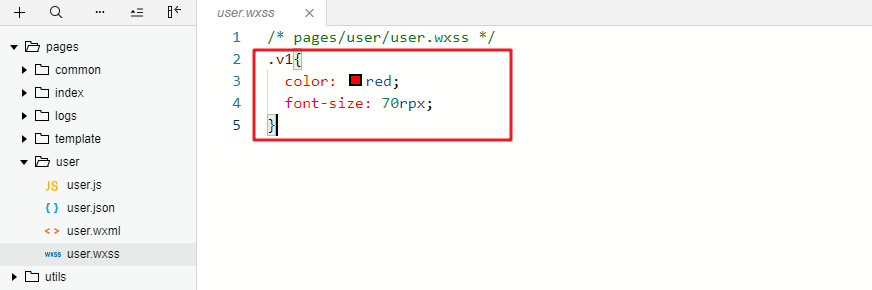 user.wxss
pages
common
index
logs
template
user
JS user.js
{ } user.json
< > user.wxml
wxss user.wxss
utils
1 /* pages/user/user.wxss */
2 .v1{
3 color: red;
4 font-size: 70rpx;
5 }